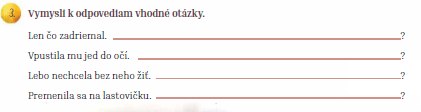 3. Vymysli k odpovediam vhodné otázky.
Len čo zadriemal. ?
Vpustila mu jed do očí. ?
Lebo nechcela bez neho žiť. ?
Premenila sa na lastovičku. ?